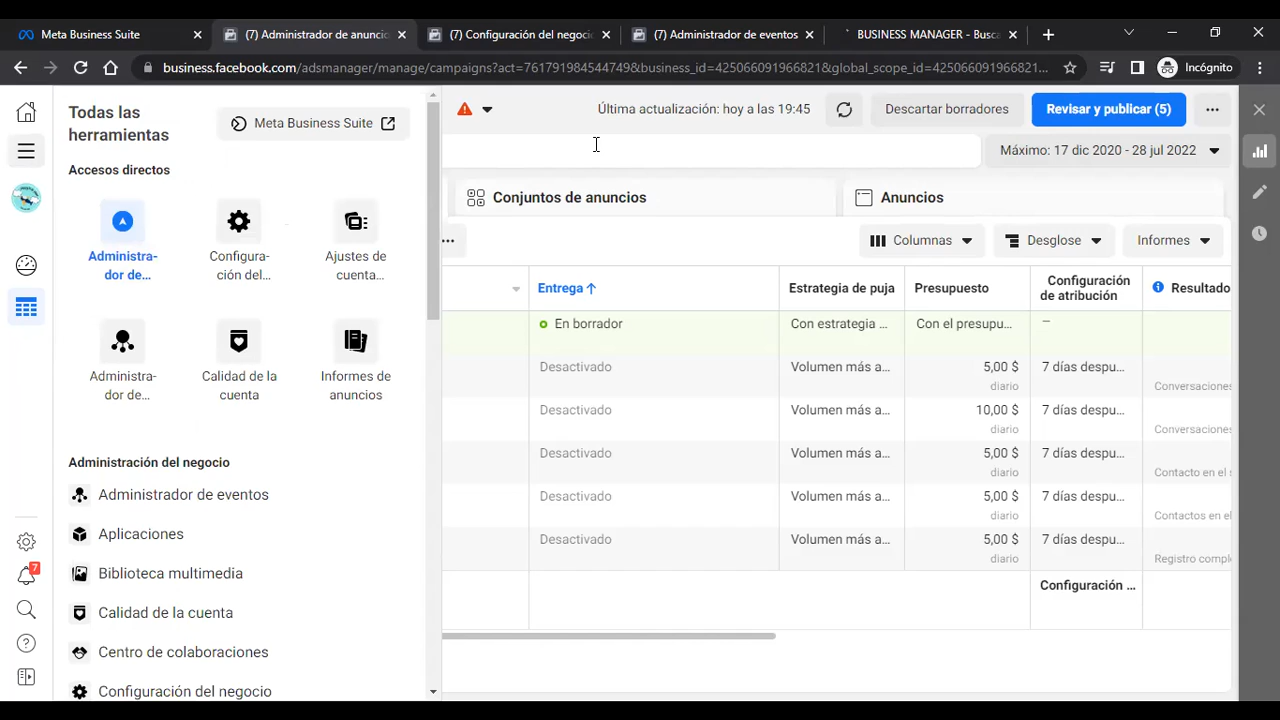 Meta Business Suite
(7) Administrador de anuncio
(7) Configuración del negocio
(7) Administrador de eventos
BUSINESS MANAGER - Busca
business.facebook.com/adsmanager/manage/campaigns?act=761791984544749&business_id=425066091966821&global_scope_id=425066091966821...
Incógnito
Todas las
herramientas
Meta Business Suite
Última actualización: hoy a las 19:45
Descartar borradores
Revisar y publicar (5)
Máximo: 17 dic 2020 - 28 jul 2022
Accesos directos
Conjuntos de anuncios
Anuncios
Administra-
dor de...
Configura-
ción del...
Ajustes de
cuenta...
Columnas
Desglose
Informes
Entrega
Estrategia de puja
Presupuesto
Configuración
de atribución
Resultado
En borrador
Con estrategia ...
Con el presupu...
—
Desactivado
Volumen más a...
5,00 $
diario
7 días despu...
Conversaciones
Desactivado
Volumen más a...
10,00 $
diario
7 días despu...
Conversaciones
Desactivado
Volumen más a...
5,00 $
diario
7 días despu...
Contacto en el s
Desactivado
Volumen más a...
5,00 $
diario
7 días despu...
Contactos en el
Desactivado
Volumen más a...
5,00 $
diario
7 días despu...
Registro compl
Configuración ...
Administra-
dor de...
Calidad de la
cuenta
Informes de
anuncios
Administración del negocio
Administrador de eventos
Aplicaciones
Biblioteca multimedia
Calidad de la cuenta
Centro de colaboraciones
Configuración del negocio
7